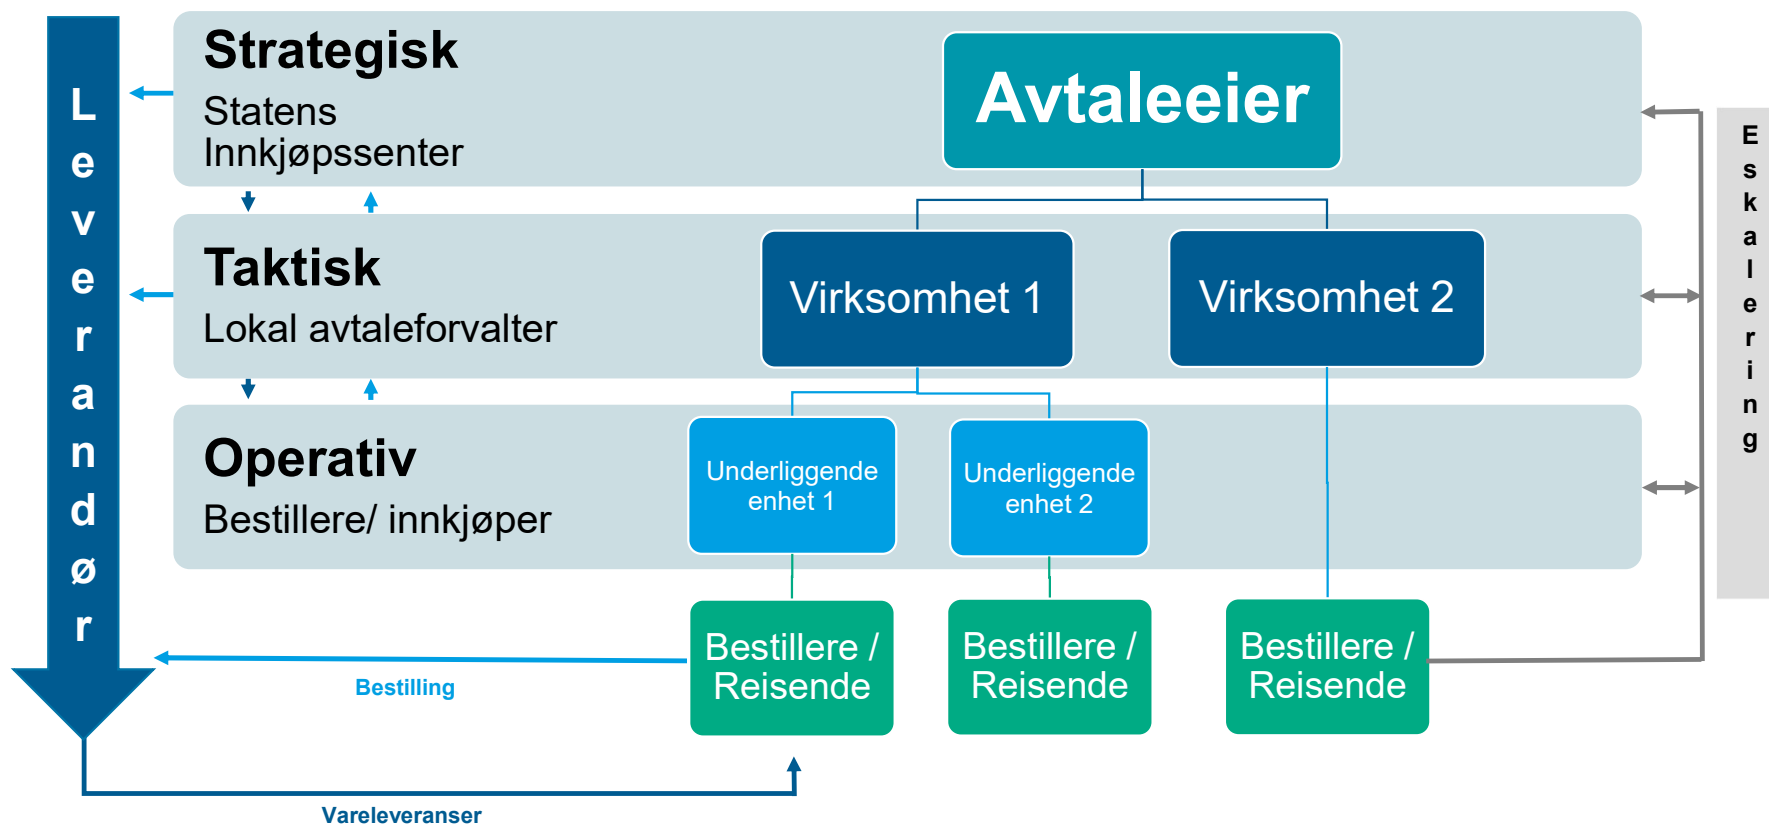 Leverandør
Strategisk
Statens
Innkjøpssenter
Avtaleeier
Eskalering
Taktisk
Lokal avtaleforvalter
Virksomhet 1
Virksomhet 2
Operativ
Bestillere/ innkjøper
Underliggende
enhet 1
Underliggende
enhet 2
Bestillere /
Reisende
Bestillere /
Reisende
Bestillere /
Reisende
Bestilling
Vareleveranser